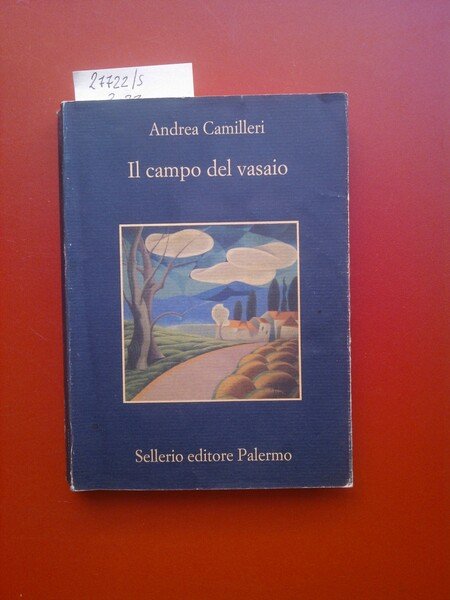 27722/s
Andrea Camilleri
Il campo del vasaio
Sellerio editore Palermo